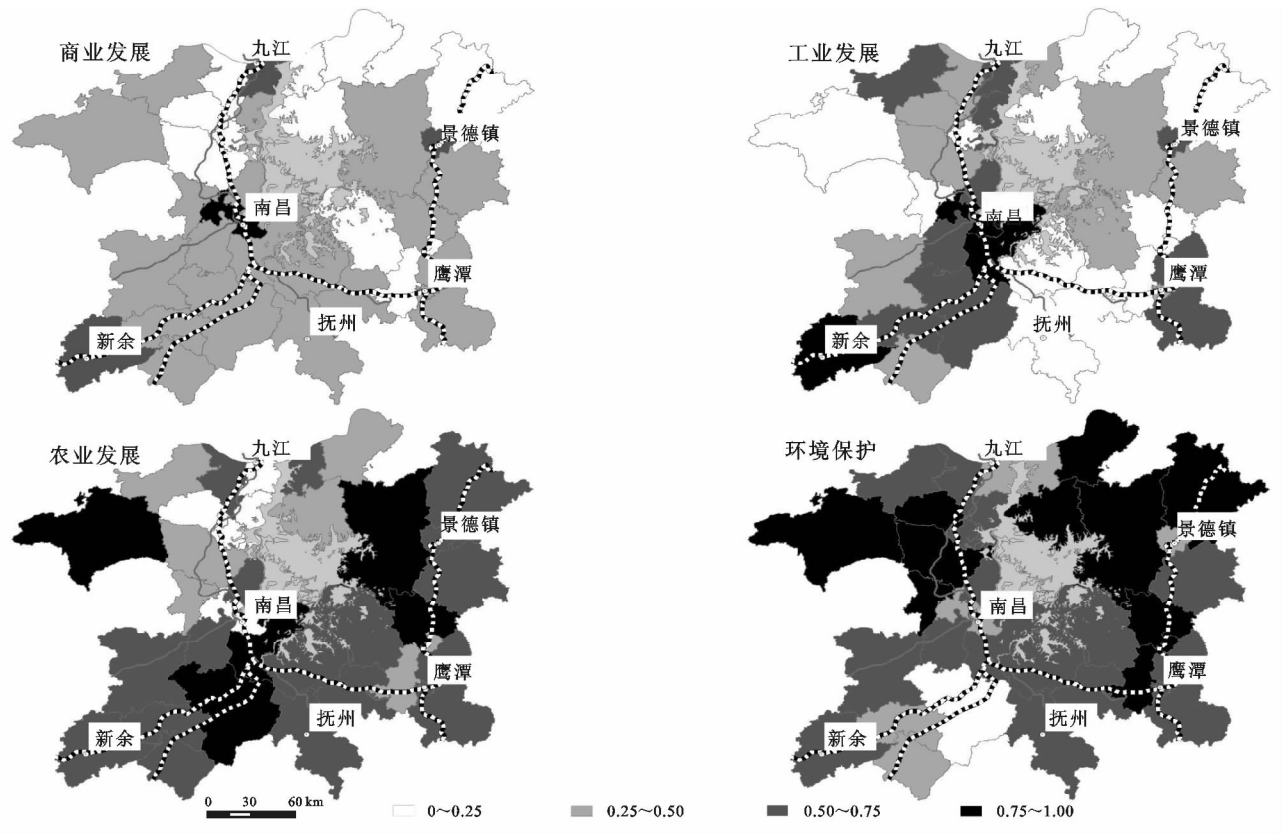 商业发展
九江
景德镇
南昌
鹰潭
抚州
新余
工业发展
九江
景德镇
南昌
鹰潭
抚州
新余
农业发展
九江
景德镇
南昌
鹰潭
抚州
新余
环境保护
九江
景德镇
南昌
鹰潭
抚州
新余
0 30 60 km
0～0.25 0.25～0.50 0.50～0.75 0.75～1.00